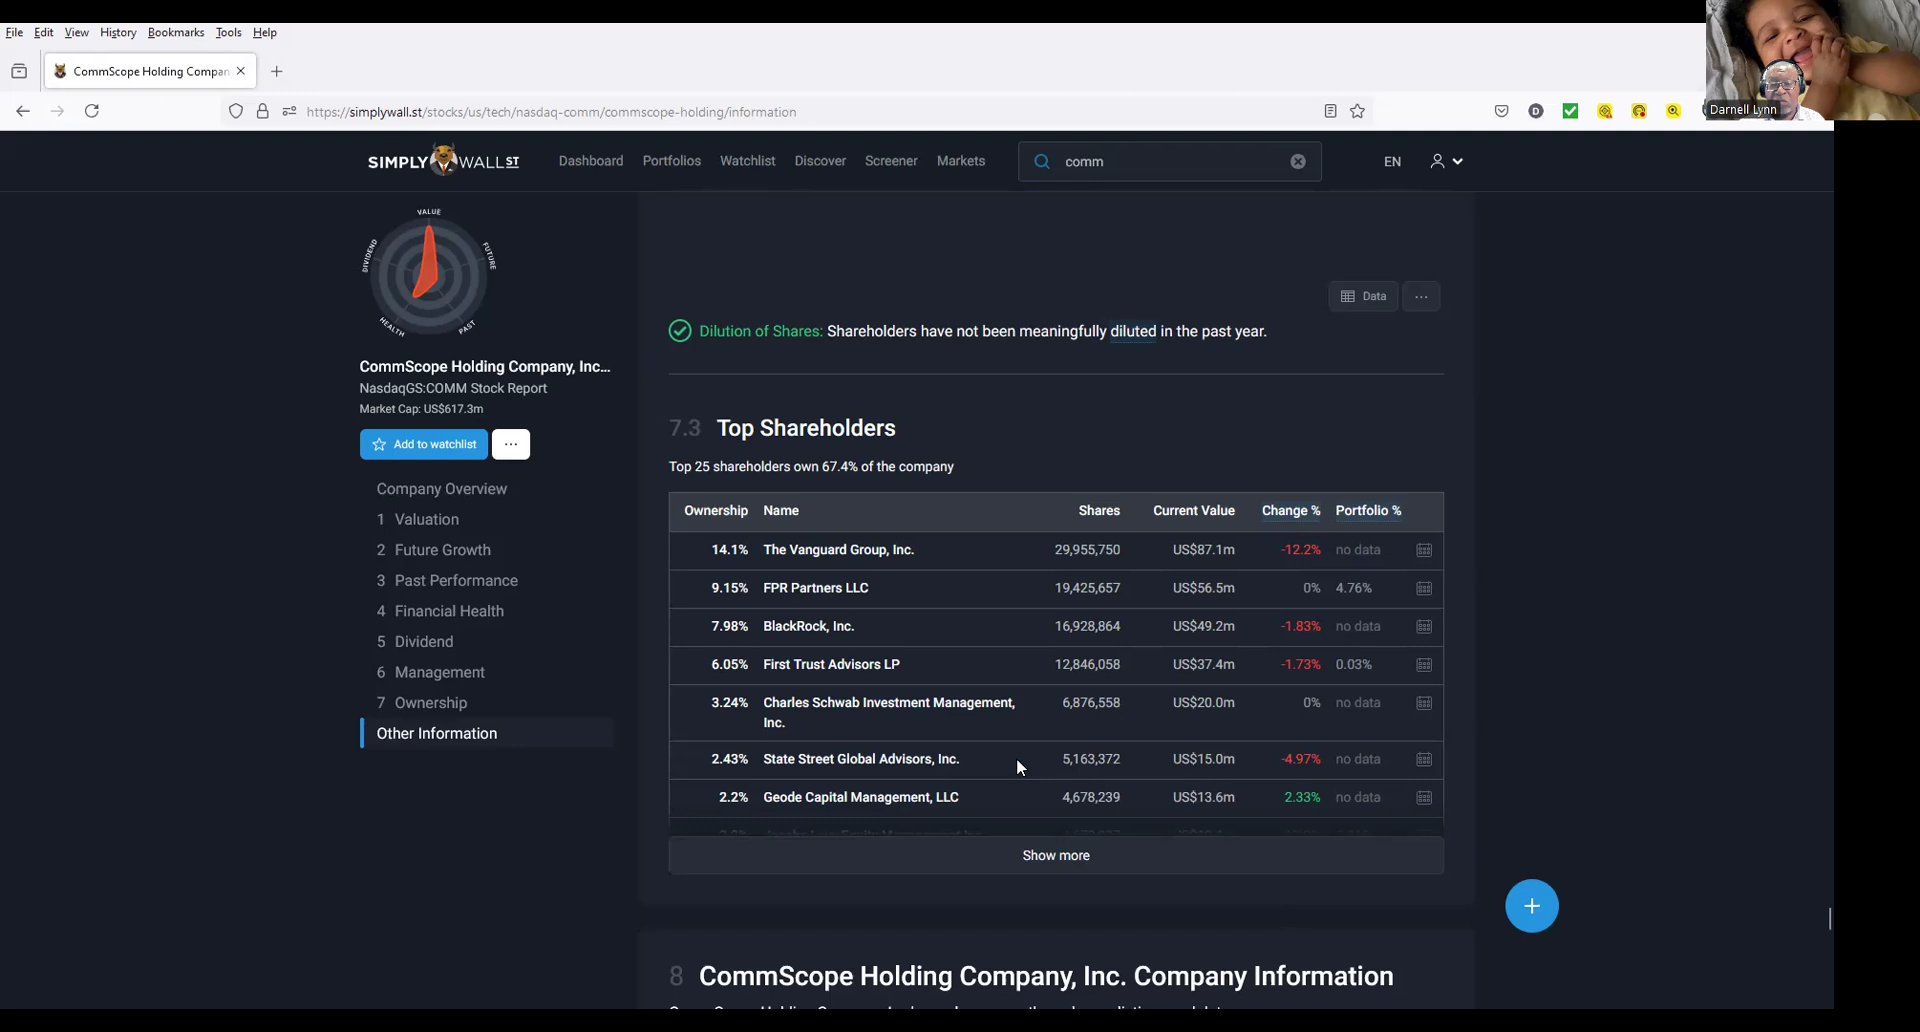 File Edit View History Bookmarks Tools Help
CommScope Holding Compan
https://simplywall.st/stocks/us/tech/nasdaq-comm/commscope-holding/information
D
Darnell Lynn
SIMPLY WALL ST
Dashboard Portfolios Watchlist Discover Screener Markets
comm
EN
VALUE
FUTURE
PAST
HEALTH
DIVIDEND
CommScope Holding Company, Inc...
NasdaqGS:COMM Stock Report
Market Cap: US$617.3m
Add to watchlist
...
Company Overview
1 Valuation
2 Future Growth
3 Past Performance
4 Financial Health
5 Dividend
6 Management
7 Ownership
Other Information
Data ...
Dilution of Shares: Shareholders have not been meaningfully diluted in the past year.
7.3 Top Shareholders
Top 25 shareholders own 67.4% of the company
Ownership Name Shares Current Value Change % Portfolio %
14.1% The Vanguard Group, Inc. 29,955,750 US$87.1m -12.2% no data
9.15% FPR Partners LLC 19,425,657 US$56.5m 0% 4.76%
7.98% BlackRock, Inc. 16,928,864 US$49.2m -1.83% no data
6.05% First Trust Advisors LP 12,846,058 US$37.4m -1.73% 0.03%
3.24% Charles Schwab Investment Management, 6,876,558 US$20.0m 0% no data
Inc.
2.43% State Street Global Advisors, Inc. 5,163,372 US$15.0m -4.97% no data
2.2% Geode Capital Management, LLC 4,678,239 US$13.6m 2.33% no data
Show more
8 CommScope Holding Company, Inc. Company Information